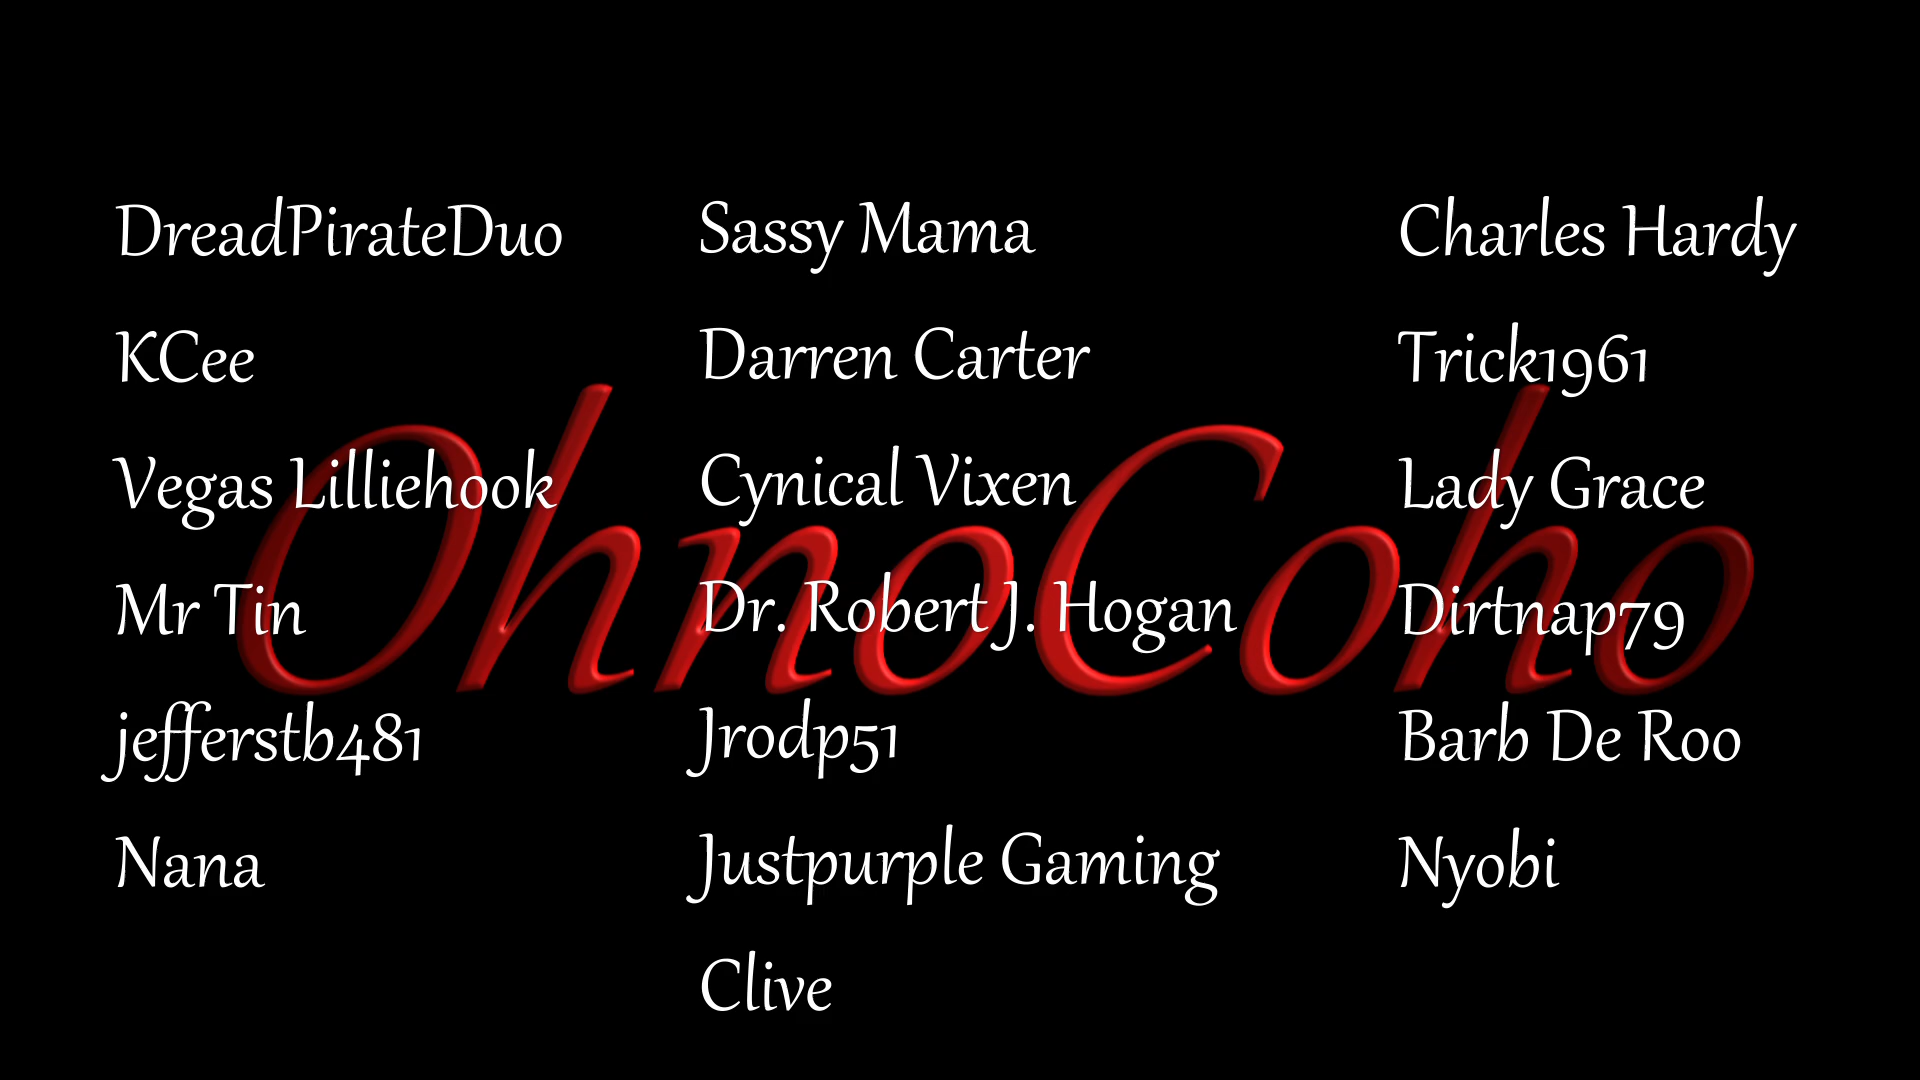 DreadPirateDuo
KCee
Vegas Lilliehook
Mr Tin
jefferstb481
Nana
Sassy Mama
Darren Carter
Cynical Vixen
Dr. Robert J. Hogan
Jrodp51
Justpurple Gaming
Clive
Charles Hardy
Trick1961
Lady Grace
Dirtnap79
Barb De Roo
Nyobi
OhnoCoho